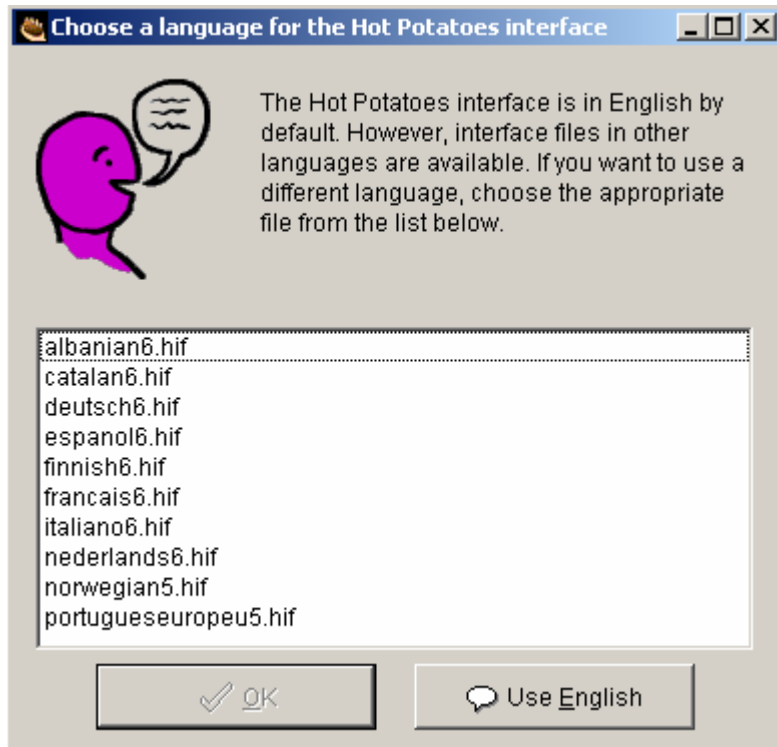 Choose a language for the Hot Potatoes interface
The Hot Potatoes interface is in English by
default. However, interface files in other
languages are available. If you want to use a
different language, choose the appropriate
file from the list below.
albanian6.hif
catalan6.hif
deutsch6.hif
espanol6.hif
finnish6.hif
francais6.hif
italiano6.hif
nederlands6.hif
norwegian5.hif
portugueseuropeu5.hif
OK
Use English